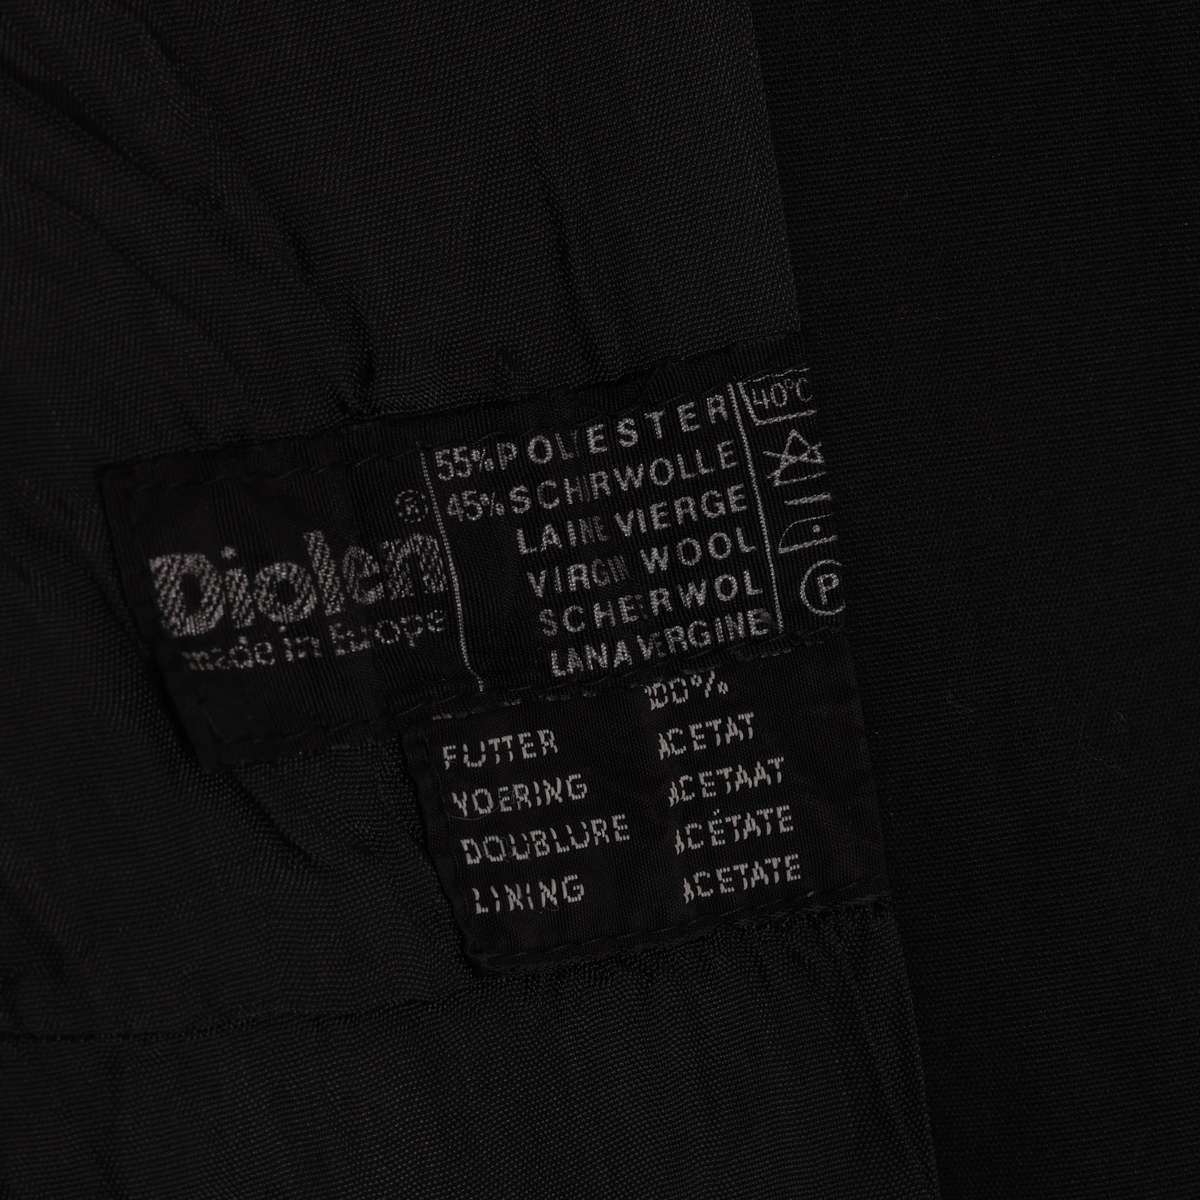 Diolen ®
made in Europe
55% POLYESTER
45% SCHURWOLLE
LAINE VIERGE
VIRGIN WOOL
SCHEERWOL
LANA VERGINE
40°C
P
100%
FUTTER ACETAT
VOERING ACETAAT
DOUBLURE ACÉTATE
LINING ACETATE